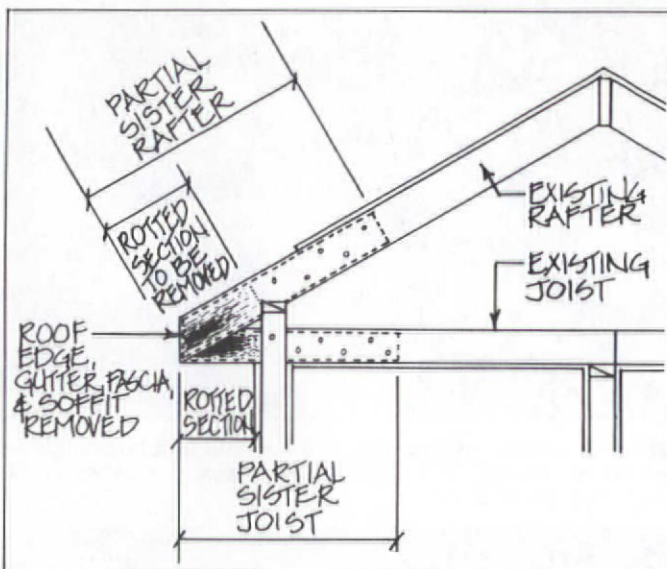 PARTIAL
SISTER
RAFTER
ROTTED
SECTION
TO BE
REMOVED
EXISTING
RAFTER
EXISTING
JOIST
ROOF
EDGE,
GUTTER, FASCIA,
& SOFFIT
REMOVED
ROTTED
SECTION
PARTIAL
SISTER
JOIST